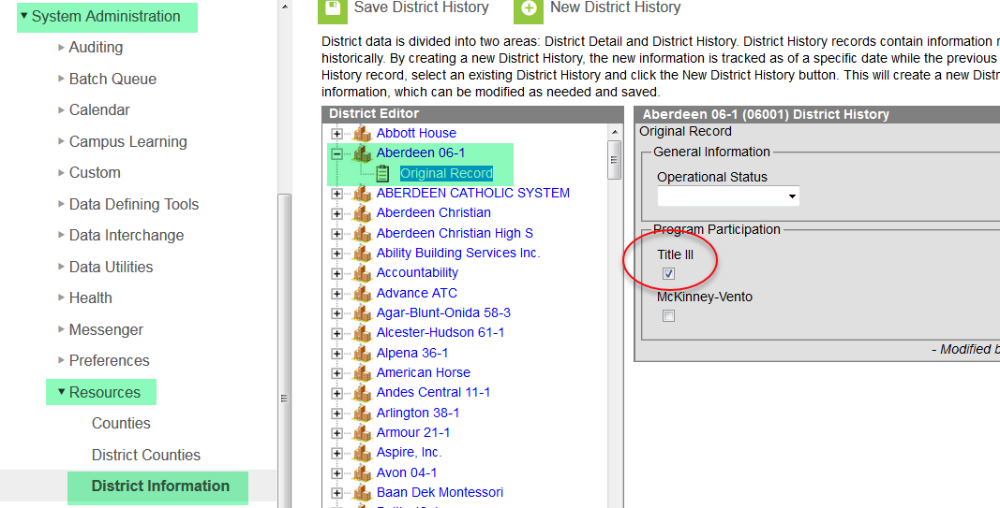 System Administration
Auditing
Batch Queue
Calendar
Campus Learning
Custom
Data Defining Tools
Data Interchange
Data Utilities
Health
Messenger
Preferences
Resources
Counties
District Counties
District Information
Save District History
New District History
District data is divided into two areas: District Detail and District History. District History records contain information
historically. By creating a new District History, the new information is tracked as of a specific date while the previous
History record, select an existing District History and click the New District History button. This will create a new Distr
information, which can be modified as needed and saved.
District Editor
Abbott House
Aberdeen 06-1
Original Record
ABERDEEN CATHOLIC SYSTEM
Aberdeen Christian
Aberdeen Christian High S
Ability Building Services Inc.
Accountability
Advance ATC
Agar-Blunt-Onida 58-3
Alcester-Hudson 61-1
Alpena 36-1
American Horse
Andes Central 11-1
Arlington 38-1
Armour 21-1
Aspire, Inc.
Avon 04-1
Baan Dek Montessori
Aberdeen 06-1 (06001) District History
Original Record
General Information
Operational Status
Program Participation
Title III
McKinney-Vento
- Modified b